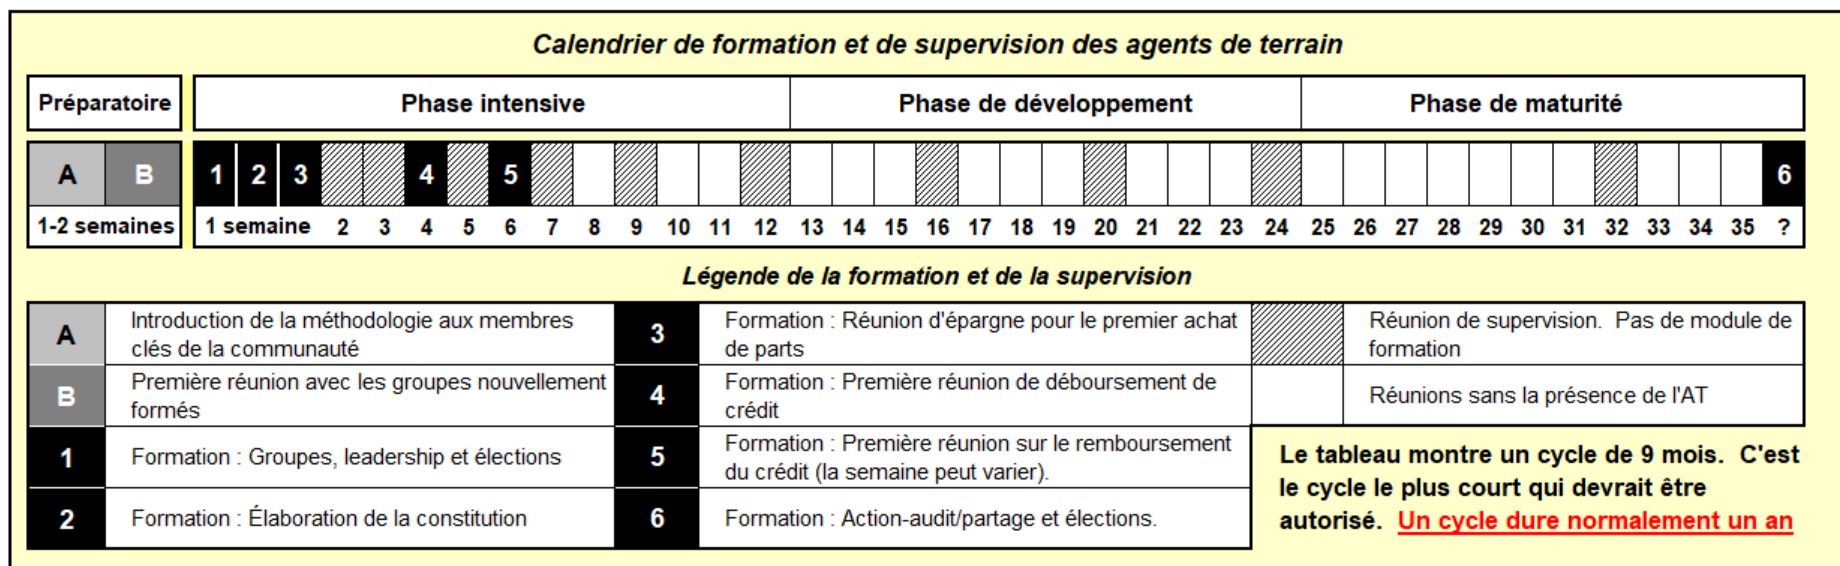 Calendrier de formation et de supervision des agents de terrain
Préparatoire Phase intensive Phase de développement Phase de maturité
A B 1 2 3 4 5 6
1-2 semaines 1 semaine 2 3 4 5 6 7 8 9 10 11 12 13 14 15 16 17 18 19 20 21 22 23 24 25 26 27 28 29 30 31 32 33 34 35 ?
Légende de la formation et de la supervision
A
Introduction de la méthodologie aux membres
clés de la communauté
B
Première réunion avec les groupes nouvellement
formés
1
Formation : Groupes, leadership et élections
2
Formation : Élaboration de la constitution
3
Formation : Réunion d'épargne pour le premier achat
de parts
4
Formation : Première réunion de déboursement de
crédit
5
Formation : Première réunion sur le remboursement
du crédit (la semaine peut varier).
6
Formation : Action-audit/partage et élections.
Réunion de supervision. Pas de module de
formation
Réunions sans la présence de l'AT
Le tableau montre un cycle de 9 mois. C'est
le cycle le plus court qui devrait être
autorisé. Un cycle dure normalement un an